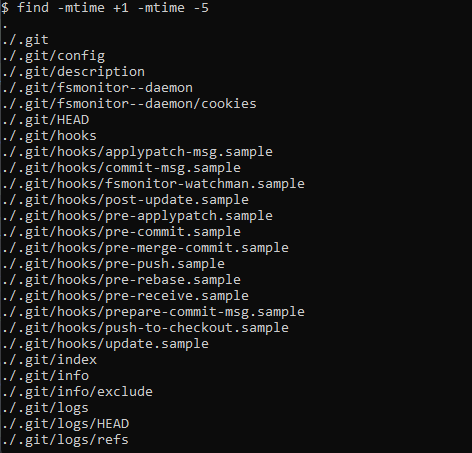 $ find -mtime +1 -mtime -5
.
./.git
./.git/config
./.git/description
./.git/fsmonitor--daemon
./.git/fsmonitor--daemon/cookies
./.git/HEAD
./.git/hooks
./.git/hooks/applypatch-msg.sample
./.git/hooks/commit-msg.sample
./.git/hooks/fsmonitor-watchman.sample
./.git/hooks/post-update.sample
./.git/hooks/pre-applypatch.sample
./.git/hooks/pre-commit.sample
./.git/hooks/pre-merge-commit.sample
./.git/hooks/pre-push.sample
./.git/hooks/pre-rebase.sample
./.git/hooks/pre-receive.sample
./.git/hooks/prepare-commit-msg.sample
./.git/hooks/push-to-checkout.sample
./.git/hooks/update.sample
./.git/index
./.git/info
./.git/info/exclude
./.git/logs
./.git/logs/HEAD
./.git/logs/refs